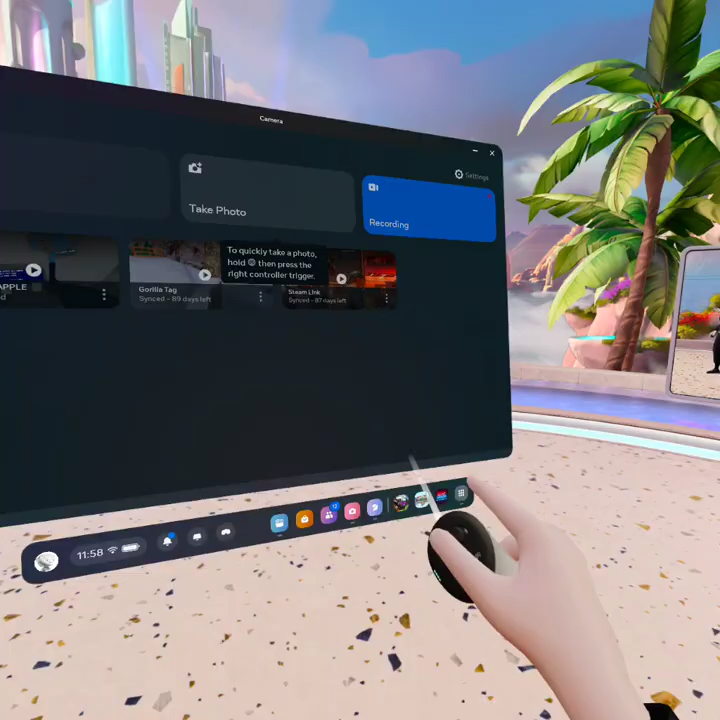 Camera
Settings
Take Photo
Recording
To quickly take a photo,
hold then press the
right controller trigger.
APPLE
Gorilla Tag
Synced - 89 days left
Steam Link
Synced - 87 days left
11:58